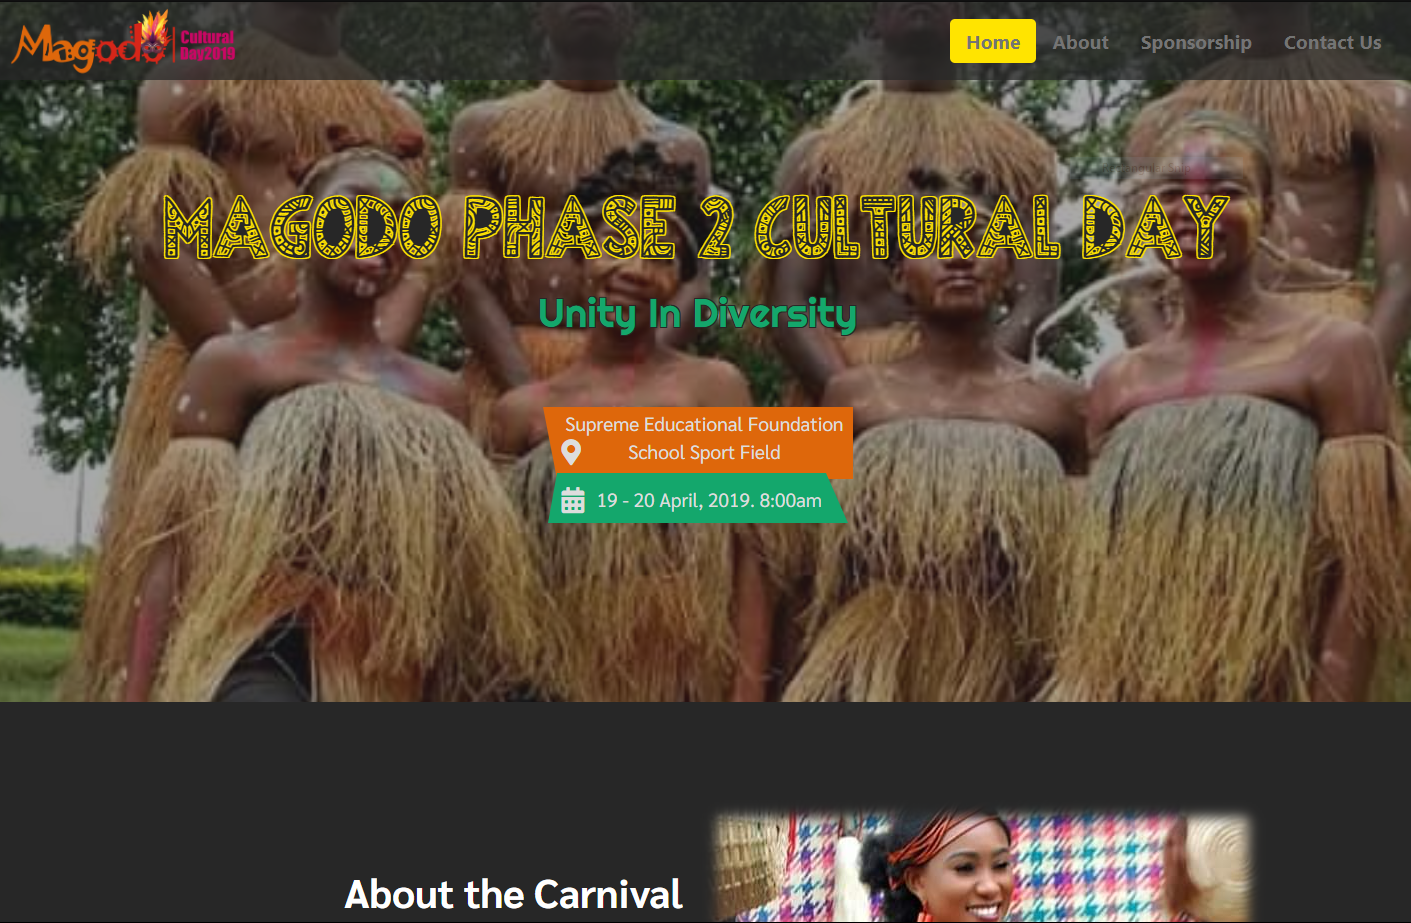 Magodo
Cultural
Day2019
Home
About
Sponsorship
Contact Us
MAGODO PHASE 2 CULTURAL DAY
Unity In Diversity
Supreme Educational Foundation
School Sport Field
19 - 20 April, 2019. 8:00am
About the Carnival